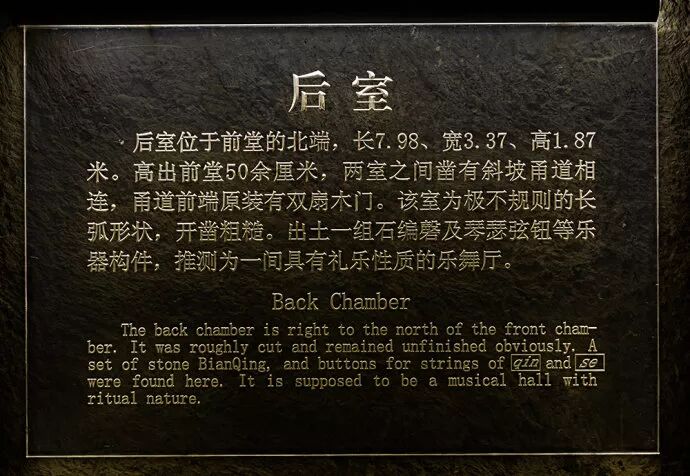 后室
后室位于前堂的北端，长7.98、宽3.37、高1.87
米。高出前堂50余厘米，两室之间凿有斜坡甬道相
连，甬道前端原装有双扇木门。该室为极不规则的长
弧形状，开凿粗糙。出土一组石编磬及琴瑟弦钮等乐
器构件，推测为一间具有礼乐性质的乐舞厅。
Back Chamber
The back chamber is right to the north of the front cham-
ber. It was roughly cut and remained unfinished obviously. A
set of stone BianQing, and buttons for strings of qin and se
were found here. It is supposed to be a musical hall with
ritual nature.